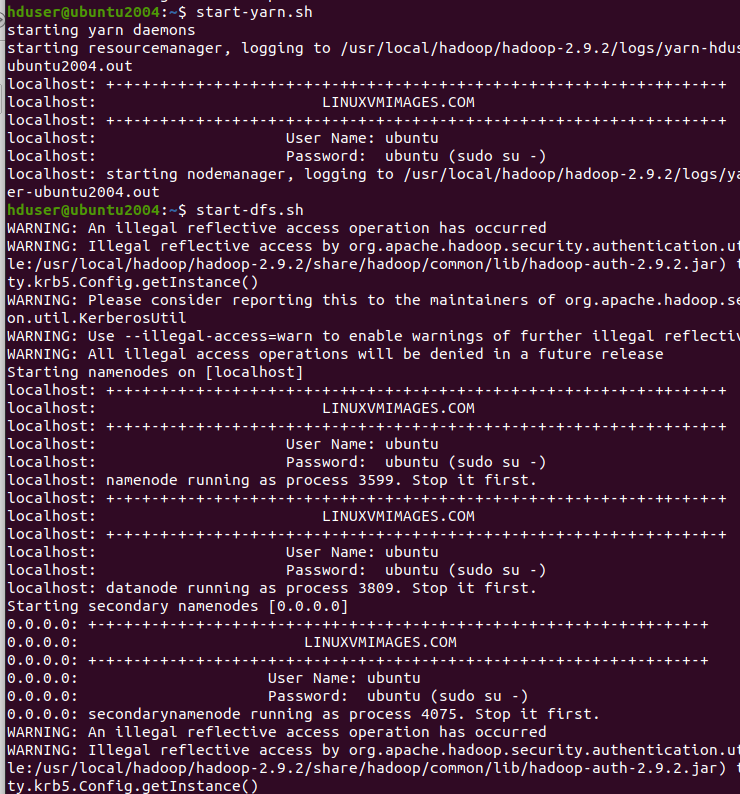 hduser@ubuntu2004:~$ start-yarn.sh
starting yarn daemons
starting resourcemanager, logging to /usr/local/hadoop/hadoop-2.9.2/logs/yarn-hdus
ubuntu2004.out
localhost: +-+-+-+-+-+-+-+-+-+-+-+-+-++-+-+-+-+-+-+-+-+-+-+-+-+-+-+-+-+-++-+-+-+
localhost:                         LINUXVMIMAGES.COM
localhost: +-+-+-+-+-+-+-+-+-+-+-+-+-++-+-+-+-+-+-+-+-+-+-+-+-+-+-+-+-+-++-+-+-+
localhost:                     User Name: ubuntu
localhost:                     Password:  ubuntu (sudo su -)
localhost: starting nodemanager, logging to /usr/local/hadoop/hadoop-2.9.2/logs/ya
er-ubuntu2004.out
hduser@ubuntu2004:~$ start-dfs.sh
WARNING: An illegal reflective access operation has occurred
WARNING: Illegal reflective access by org.apache.hadoop.security.authentication.ut
le:/usr/local/hadoop/hadoop-2.9.2/share/hadoop/common/lib/hadoop-auth-2.9.2.jar) t
ty.krb5.Config.getInstance()
WARNING: Please consider reporting this to the maintainers of org.apache.hadoop.se
on.util.KerberosUtil
WARNING: Use --illegal-access=warn to enable warnings of further illegal reflectiv
WARNING: All illegal access operations will be denied in a future release
Starting namenodes on [localhost]
localhost: +-+-+-+-+-+-+-+-+-+-+-+-+-++-+-+-+-+-+-+-+-+-+-+-+-+-+-+-+-+-++-+-+-+
localhost:                         LINUXVMIMAGES.COM
localhost: +-+-+-+-+-+-+-+-+-+-+-+-+-++-+-+-+-+-+-+-+-+-+-+-+-+-+-+-+-+-++-+-+-+
localhost:                     User Name: ubuntu
localhost:                     Password:  ubuntu (sudo su -)
localhost: namenode running as process 3599. Stop it first.
localhost: +-+-+-+-+-+-+-+-+-+-+-+-+-++-+-+-+-+-+-+-+-+-+-+-+-+-+-+-+-+-++-+-+-+
localhost:                         LINUXVMIMAGES.COM
localhost: +-+-+-+-+-+-+-+-+-+-+-+-+-++-+-+-+-+-+-+-+-+-+-+-+-+-+-+-+-+-++-+-+-+
localhost:                     User Name: ubuntu
localhost:                     Password:  ubuntu (sudo su -)
localhost: datanode running as process 3809. Stop it first.
Starting secondary namenodes [0.0.0.0]
0.0.0.0: +-+-+-+-+-+-+-+-+-+-+-+-+-++-+-+-+-+-+-+-+-+-+-+-+-+-+-+-+-+-++-+-+-+
0.0.0.0:                         LINUXVMIMAGES.COM
0.0.0.0: +-+-+-+-+-+-+-+-+-+-+-+-+-++-+-+-+-+-+-+-+-+-+-+-+-+-+-+-+-+-++-+-+-+
0.0.0.0:                     User Name: ubuntu
0.0.0.0:                     Password:  ubuntu (sudo su -)
0.0.0.0: secondarynamenode running as process 4075. Stop it first.
WARNING: An illegal reflective access operation has occurred
WARNING: Illegal reflective access by org.apache.hadoop.security.authentication.ut
le:/usr/local/hadoop/hadoop-2.9.2/share/hadoop/common/lib/hadoop-auth-2.9.2.jar) t
ty.krb5.Config.getInstance()